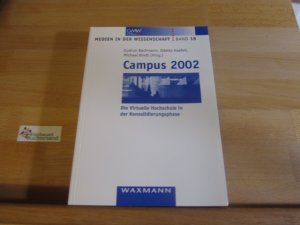 GMW
MEDIEN IN DER WISSENSCHAFT | BAND 18
Gudrun Bachmann, Odette Haefeli,
Michael Kindt (Hrsg.)
Campus 2002
Die Virtuelle Hochschule in
der Konsolidierungsphase
WAXMANN